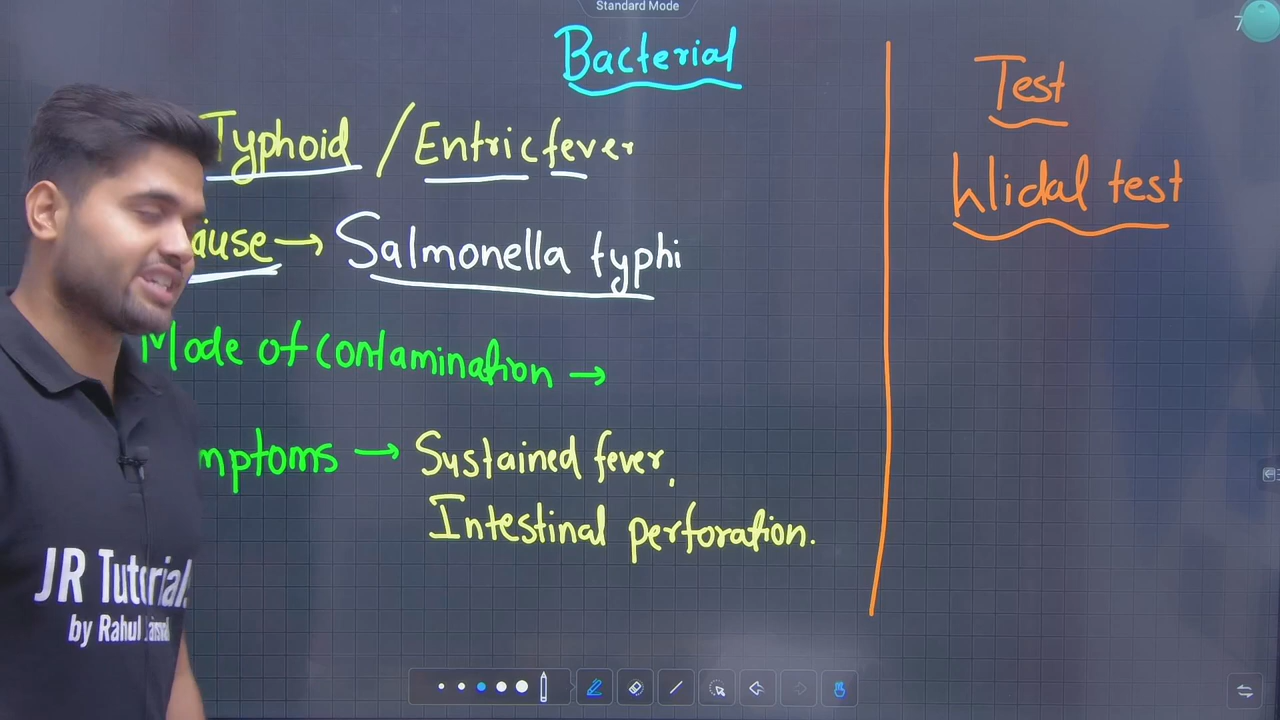 Standard Mode
7
Bacterial
Typhoid / Entric fever
ause → Salmonella typhi
Mode of contamination →
mptoms → Sustained fever,
Intestinal perforation.
Test
Widal test
JR Tutorial
by Rahul